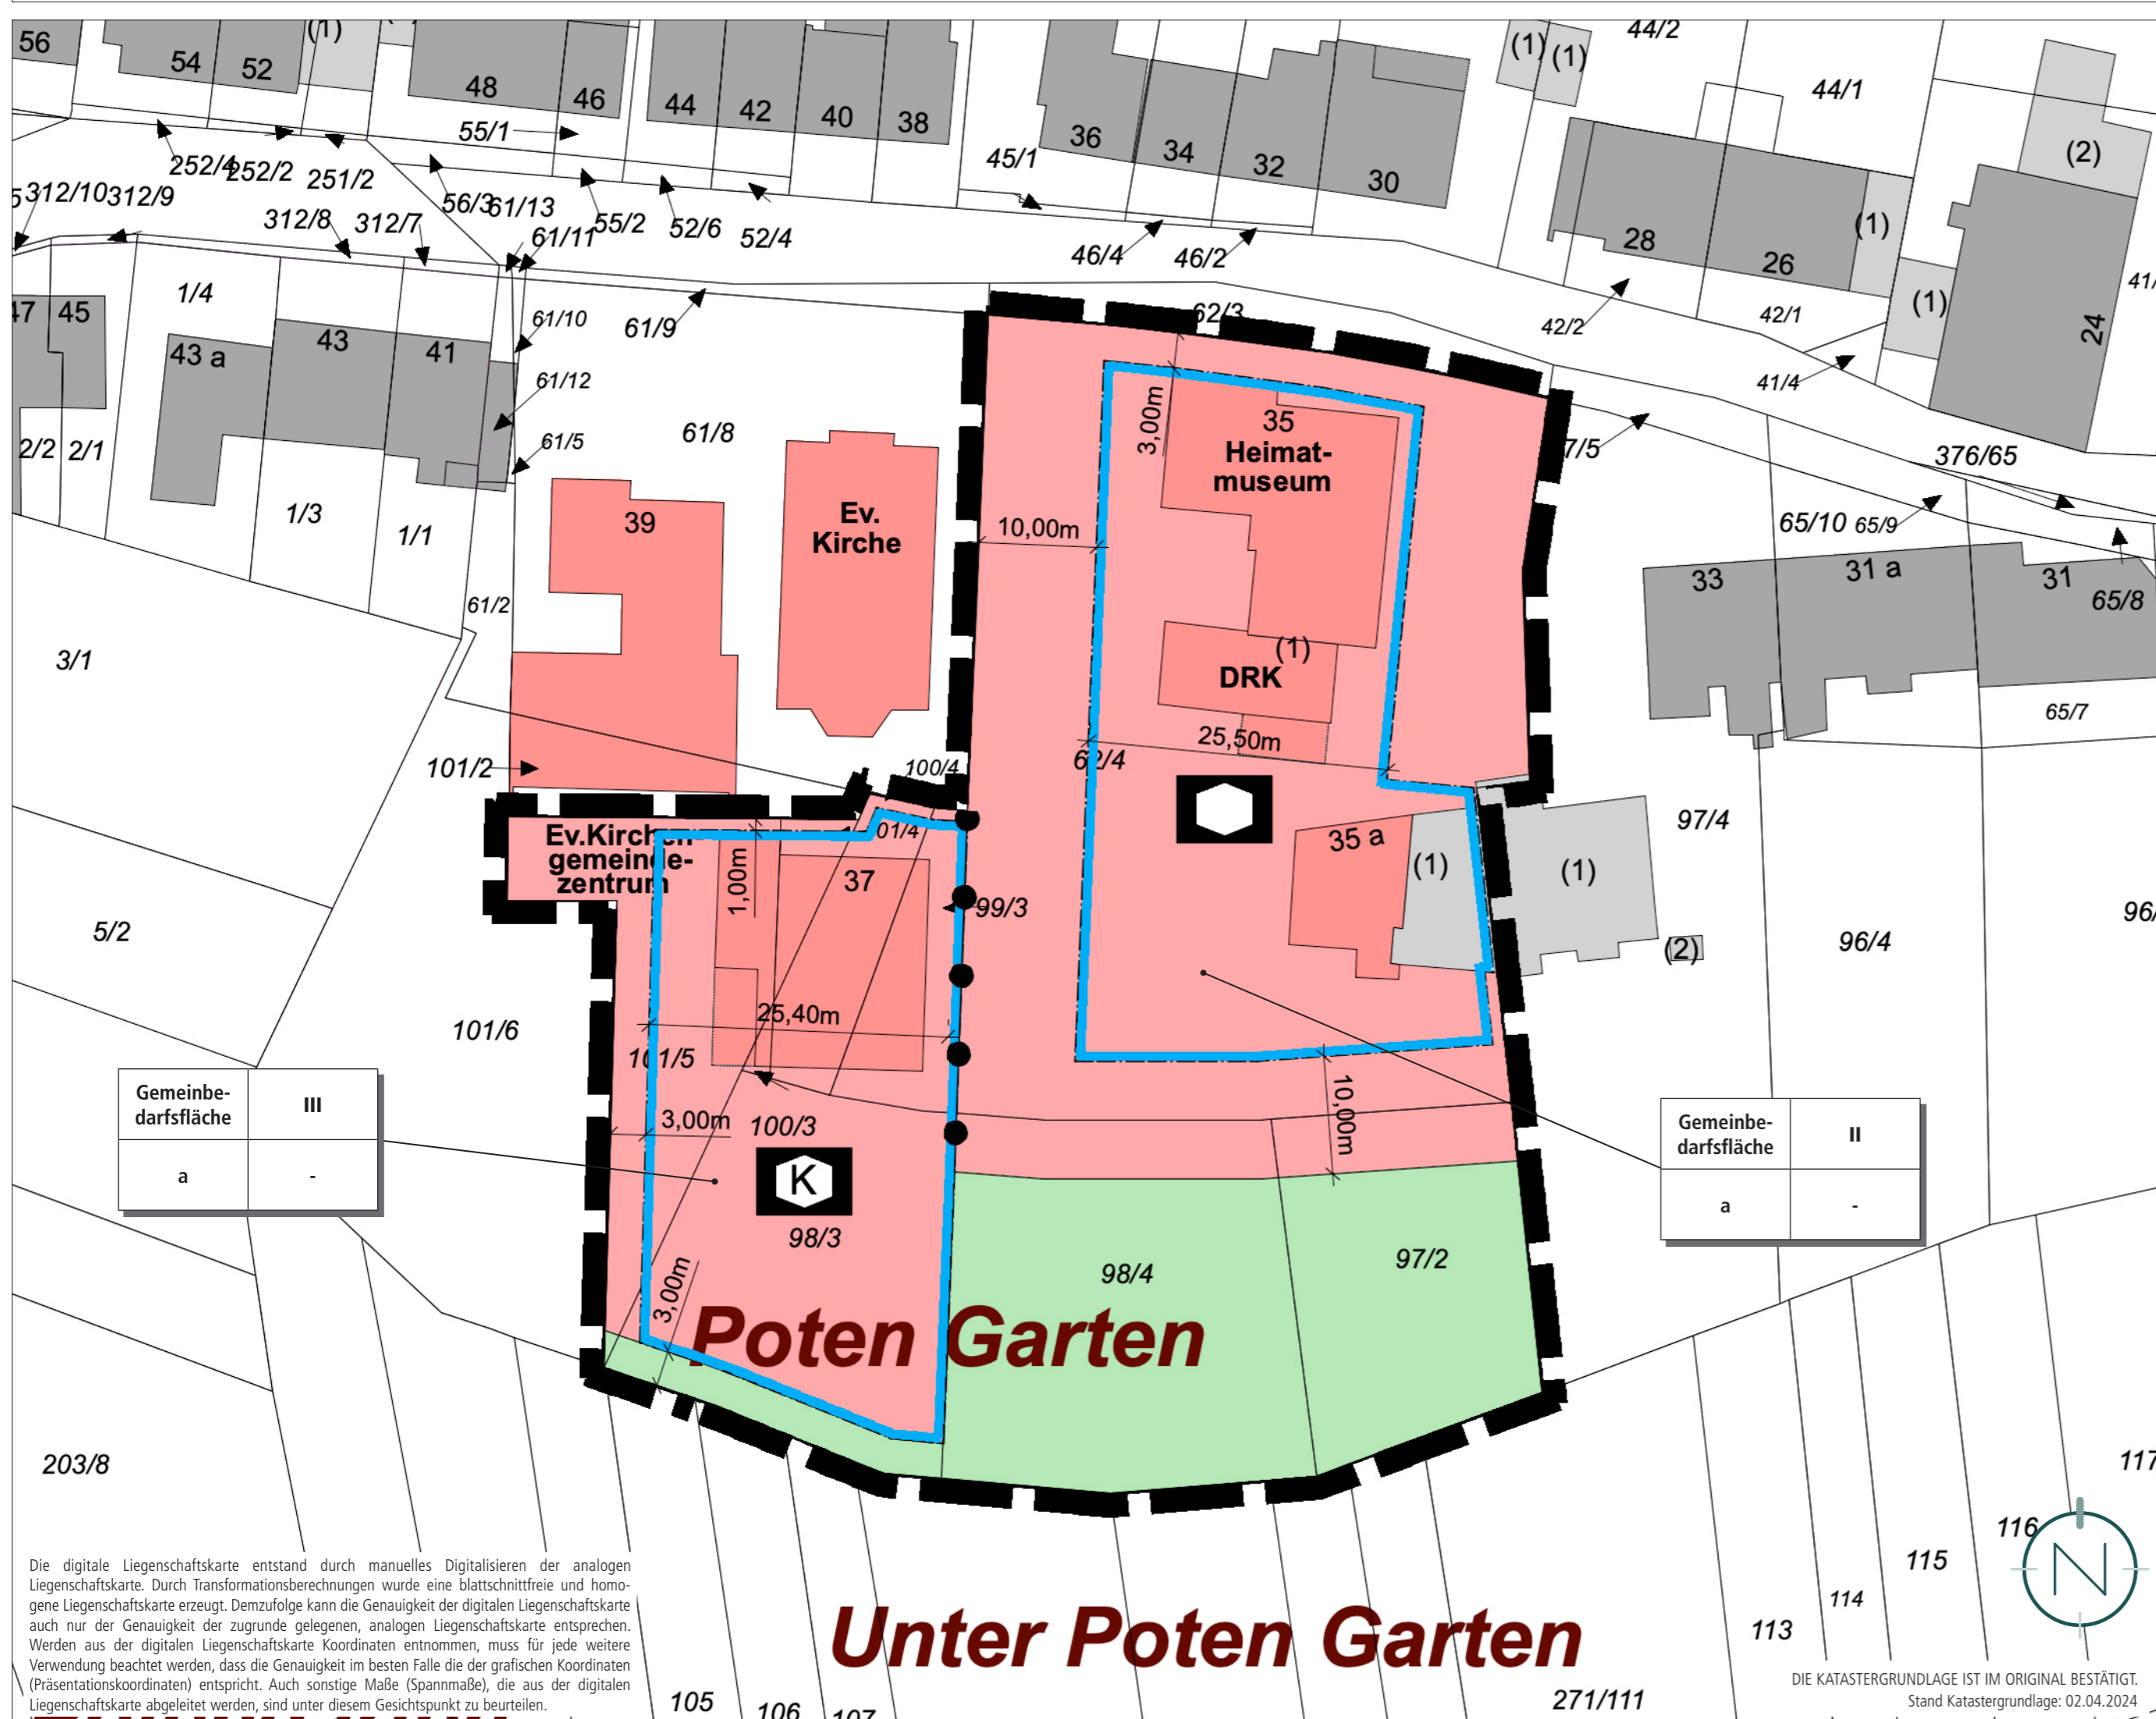 56
54
52
(1)
48
46
44
42
40
38
36
34
32
30
(1)
(1)
44/2
44/1
(2)
55/1
45/1
252/4
252/2
251/2
312/10
312/9
312/8
312/7
56/3
61/13
61/11
55/2
52/6
52/4
46/4
46/2
28
26
(1)
(1)
24
42/2
42/1
41/4
47
45
1/4
43 a
43
41
61/10
61/9
62/3
61/12
61/5
61/8
2/2
2/1
1/3
1/1
61/2
39
Ev.
Kirche
3,00m
35
Heimat-
museum
10,00m
7/5
376/65
65/10
65/9
33
31 a
31
65/8
65/7
3/1
(1)
DRK
25,50m
62/4
101/2
100/4
Ev.Kirchen
gemeinde-
zentrum
01/4
1,00m
37
35 a
(1)
(1)
97/4
(2)
96/4
5/2
99/3
25,40m
101/6
101/5
3,00m
100/3
10,00m
Gemeinbe-
darfsfläche
III
a
-
Gemeinbe-
darfsfläche
II
a
-
K
98/3
98/4
97/2
3,00m
Poten Garten
203/8
117
116
115
114
113
N
Unter Poten Garten
105
106
107
271/111
Die digitale Liegenschaftskarte entstand durch manuelles Digitalisieren der analogen
Liegenschaftskarte. Durch Transformationsberechnungen wurde eine blattschnittfreie und homo-
gene Liegenschaftskarte erzeugt. Demzufolge kann die Genauigkeit der digitalen Liegenschaftskarte
auch nur der Genauigkeit der zugrunde gelegenen, analogen Liegenschaftskarte entsprechen.
Werden aus der digitalen Liegenschaftskarte Koordinaten entnommen, muss für jede weitere
Verwendung beachtet werden, dass die Genauigkeit im besten Falle die der grafischen Koordinaten
(Präsentationskoordinaten) entspricht. Auch sonstige Maße (Spannmaße), die aus der digitalen
Liegenschaftskarte abgeleitet werden, sind unter diesem Gesichtspunkt zu beurteilen.
DIE KATASTERGRUNDLAGE IST IM ORIGINAL BESTÄTIGT.
Stand Katastergrundlage: 02.04.2024